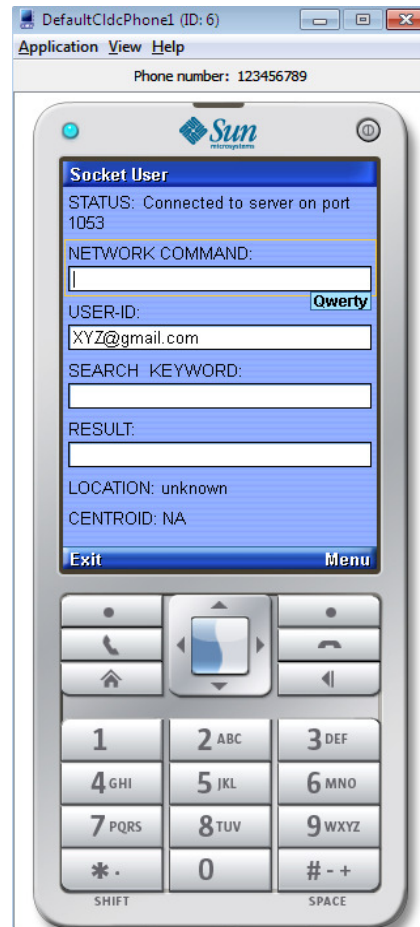 DefaultCldcPhone1 (ID: 6)
Application View Help
Phone number: 123456789
Sun
microsystems
Socket User
STATUS: Connected to server on port
1053
NETWORK COMMAND:
Qwerty
USER-ID:
XYZ@gmail.com
SEARCH KEYWORD:
RESULT:
LOCATION: unknown
CENTROID: NA
Exit Menu
1 2 ABC 3 DEF
4 GHI 5 JKL 6 MNO
7 PQRS 8 TUV 9 WXYZ
* . 0 # - +
SHIFT SPACE